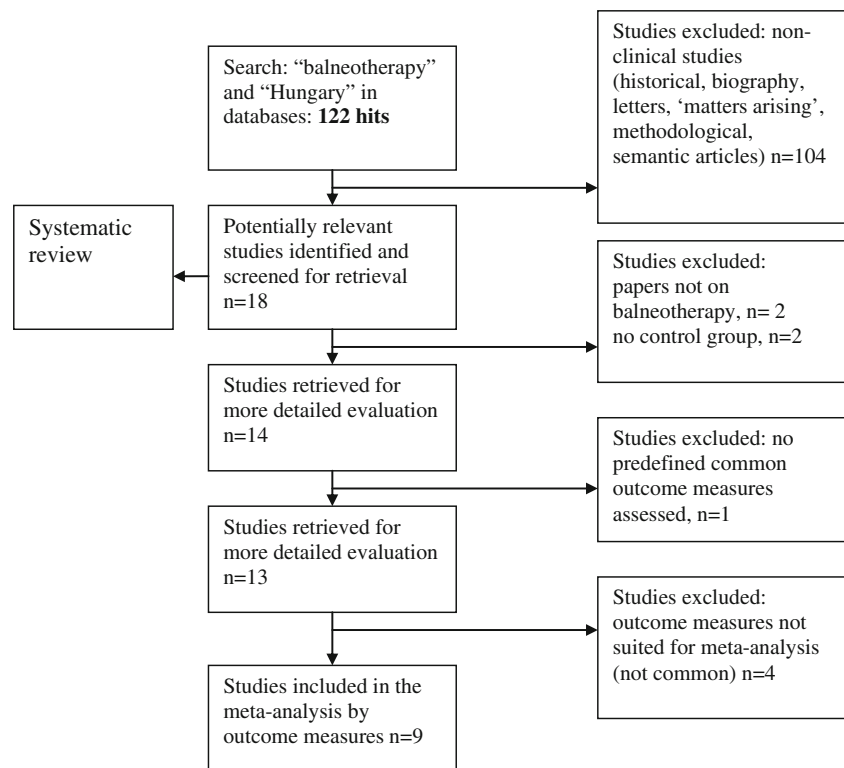 Search: “balneotherapy”
and “Hungary” in
databases: 122 hits
Studies excluded: non-
clinical studies
(historical, biography,
letters, ‘matters arising’,
methodological,
semantic articles) n=104
Systematic
review
Potentially relevant
studies identified and
screened for retrieval
n=18
Studies excluded:
papers not on
balneotherapy, n= 2
no control group, n=2
Studies retrieved for
more detailed evaluation
n=14
Studies excluded: no
predefined common
outcome measures
assessed, n=1
Studies retrieved for
more detailed evaluation
n=13
Studies excluded:
outcome measures not
suited for meta-analysis
(not common) n=4
Studies included in the
meta-analysis by
outcome measures n=9